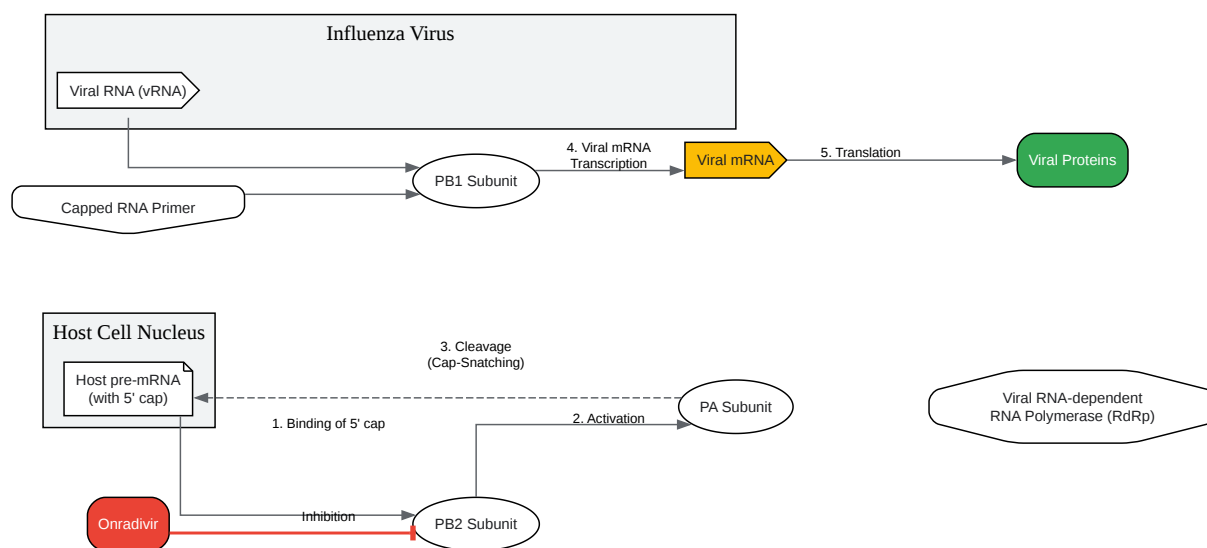 Influenza Virus
Viral RNA (vRNA)
4. Viral mRNA
Transcription
Viral mRNA
5. Translation
Viral Proteins
PB1 Subunit
Capped RNA Primer
Host Cell Nucleus
Host pre-mRNA
(with 5' cap)
3. Cleavage
(Cap-Snatching)
1. Binding of 5' cap
2. Activation
PA Subunit
Viral RNA-dependent
RNA Polymerase (RdRp)
Onradivir
Inhibition
PB2 Subunit